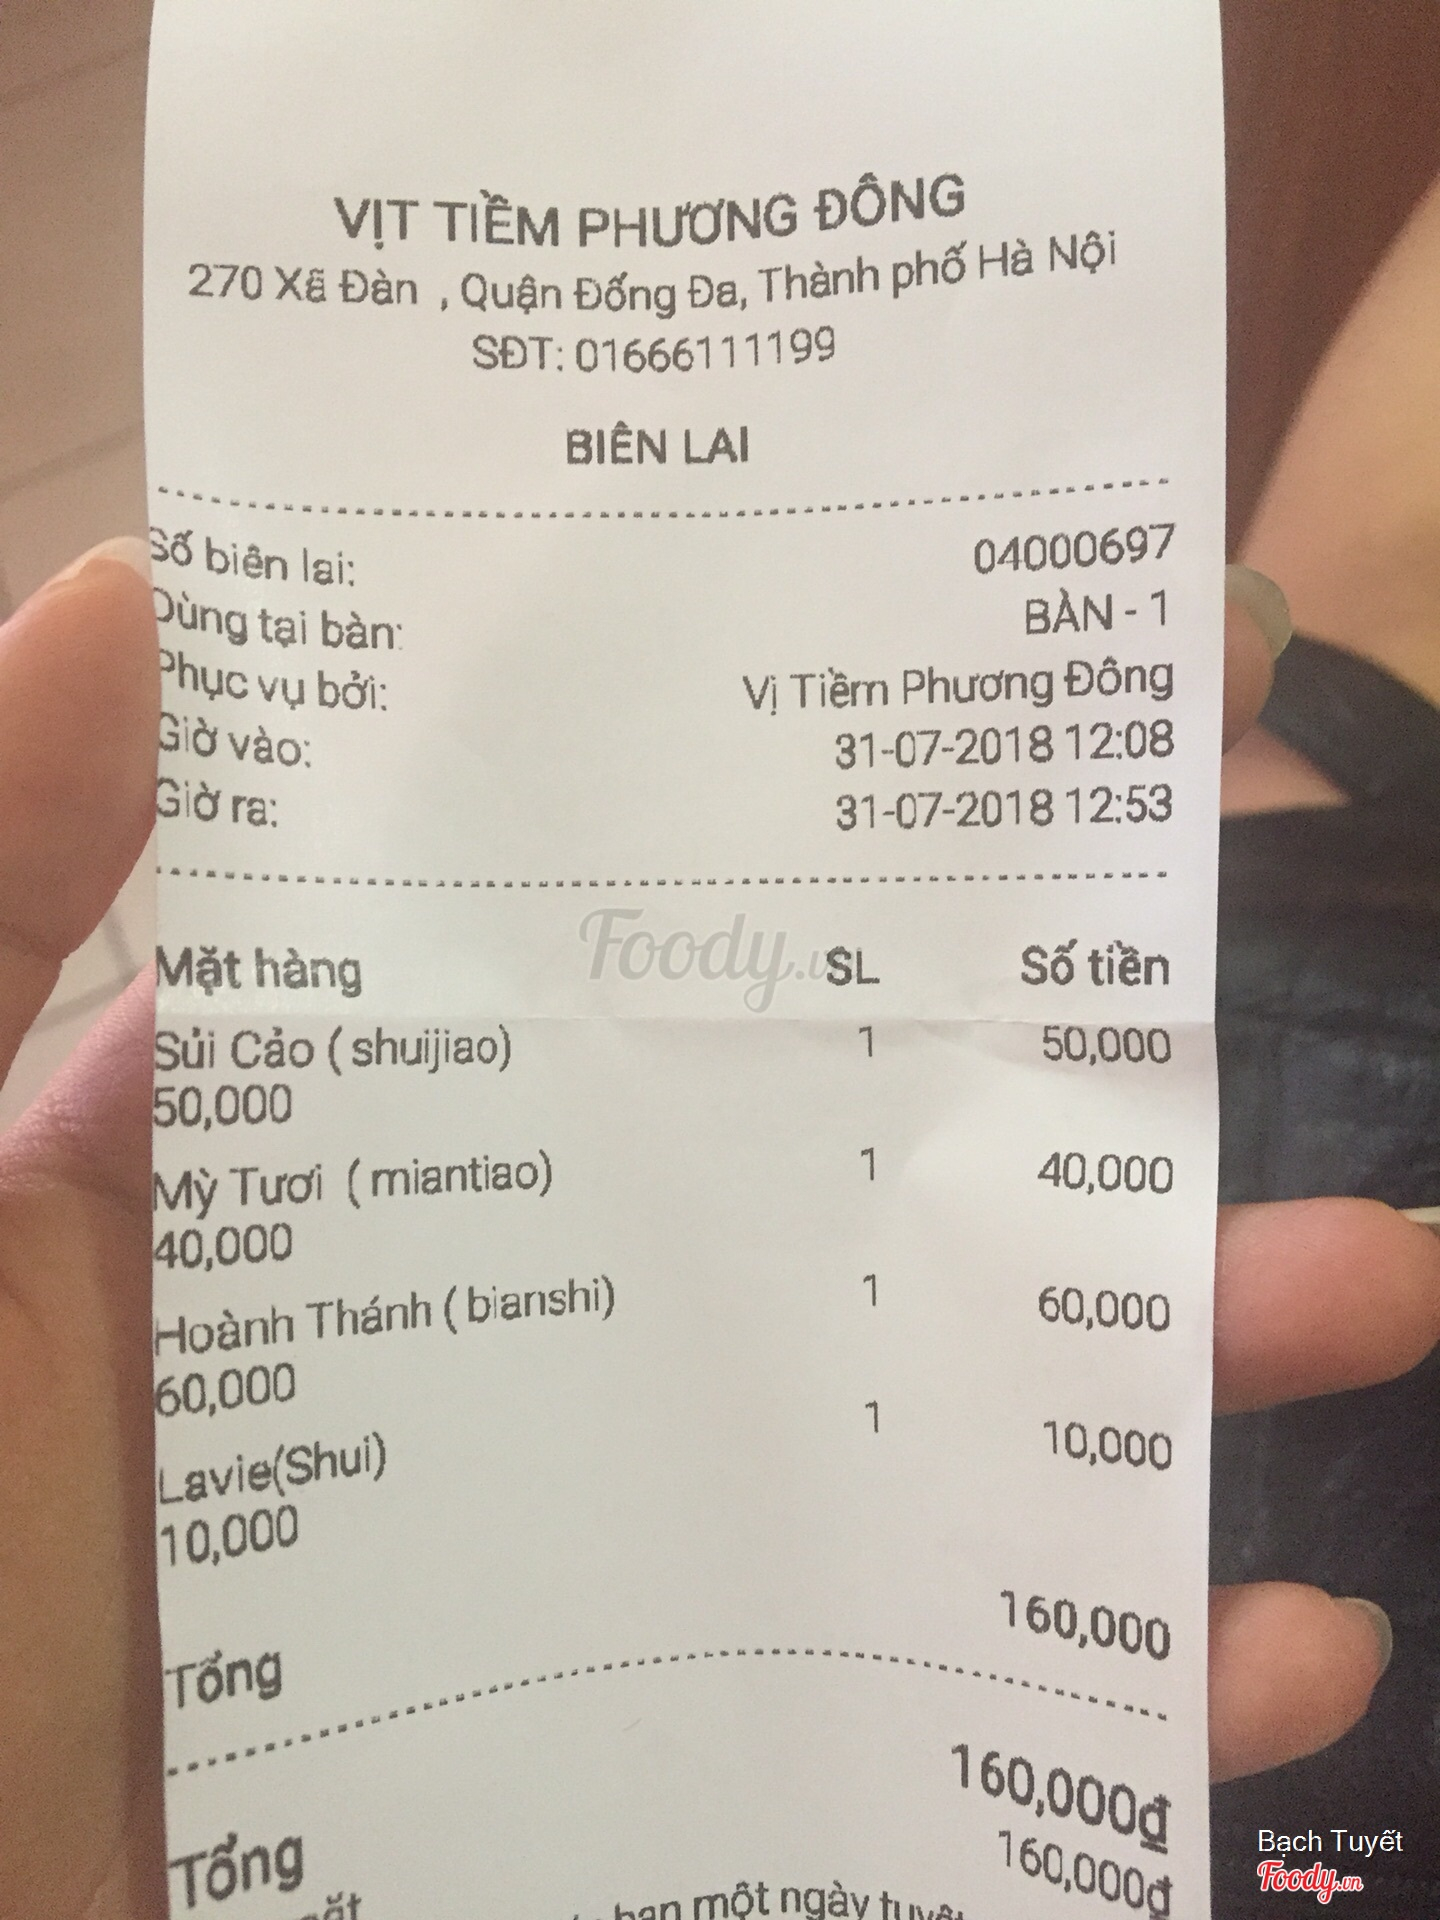 VỊT TIỀM PHƯƠNG ĐÔNG
270 Xã Đàn , Quận Đống Đa, Thành phố Hà Nội
SĐT: 01666111199
BIÊN LAI
Số biên lai: 04000697
Dùng tại bàn: BÀN - 1
Phục vụ bởi: Vị Tiềm Phương Đông
Giờ vào: 31-07-2018 12:08
Giờ ra: 31-07-2018 12:53
Foody.vn
Mặt hàng SL Số tiền
Sủi Cảo ( shuijiao) 1 50,000
50,000
Mỳ Tươi ( miantiao) 1 40,000
40,000
Hoành Thánh ( bianshi) 1 60,000
60,000
Lavie(Shui) 1 10,000
10,000
Tổng 160,000
Tổng 160,000đ
160,000đ
bạn một ngày
Bạch Tuyết
Foody.vn